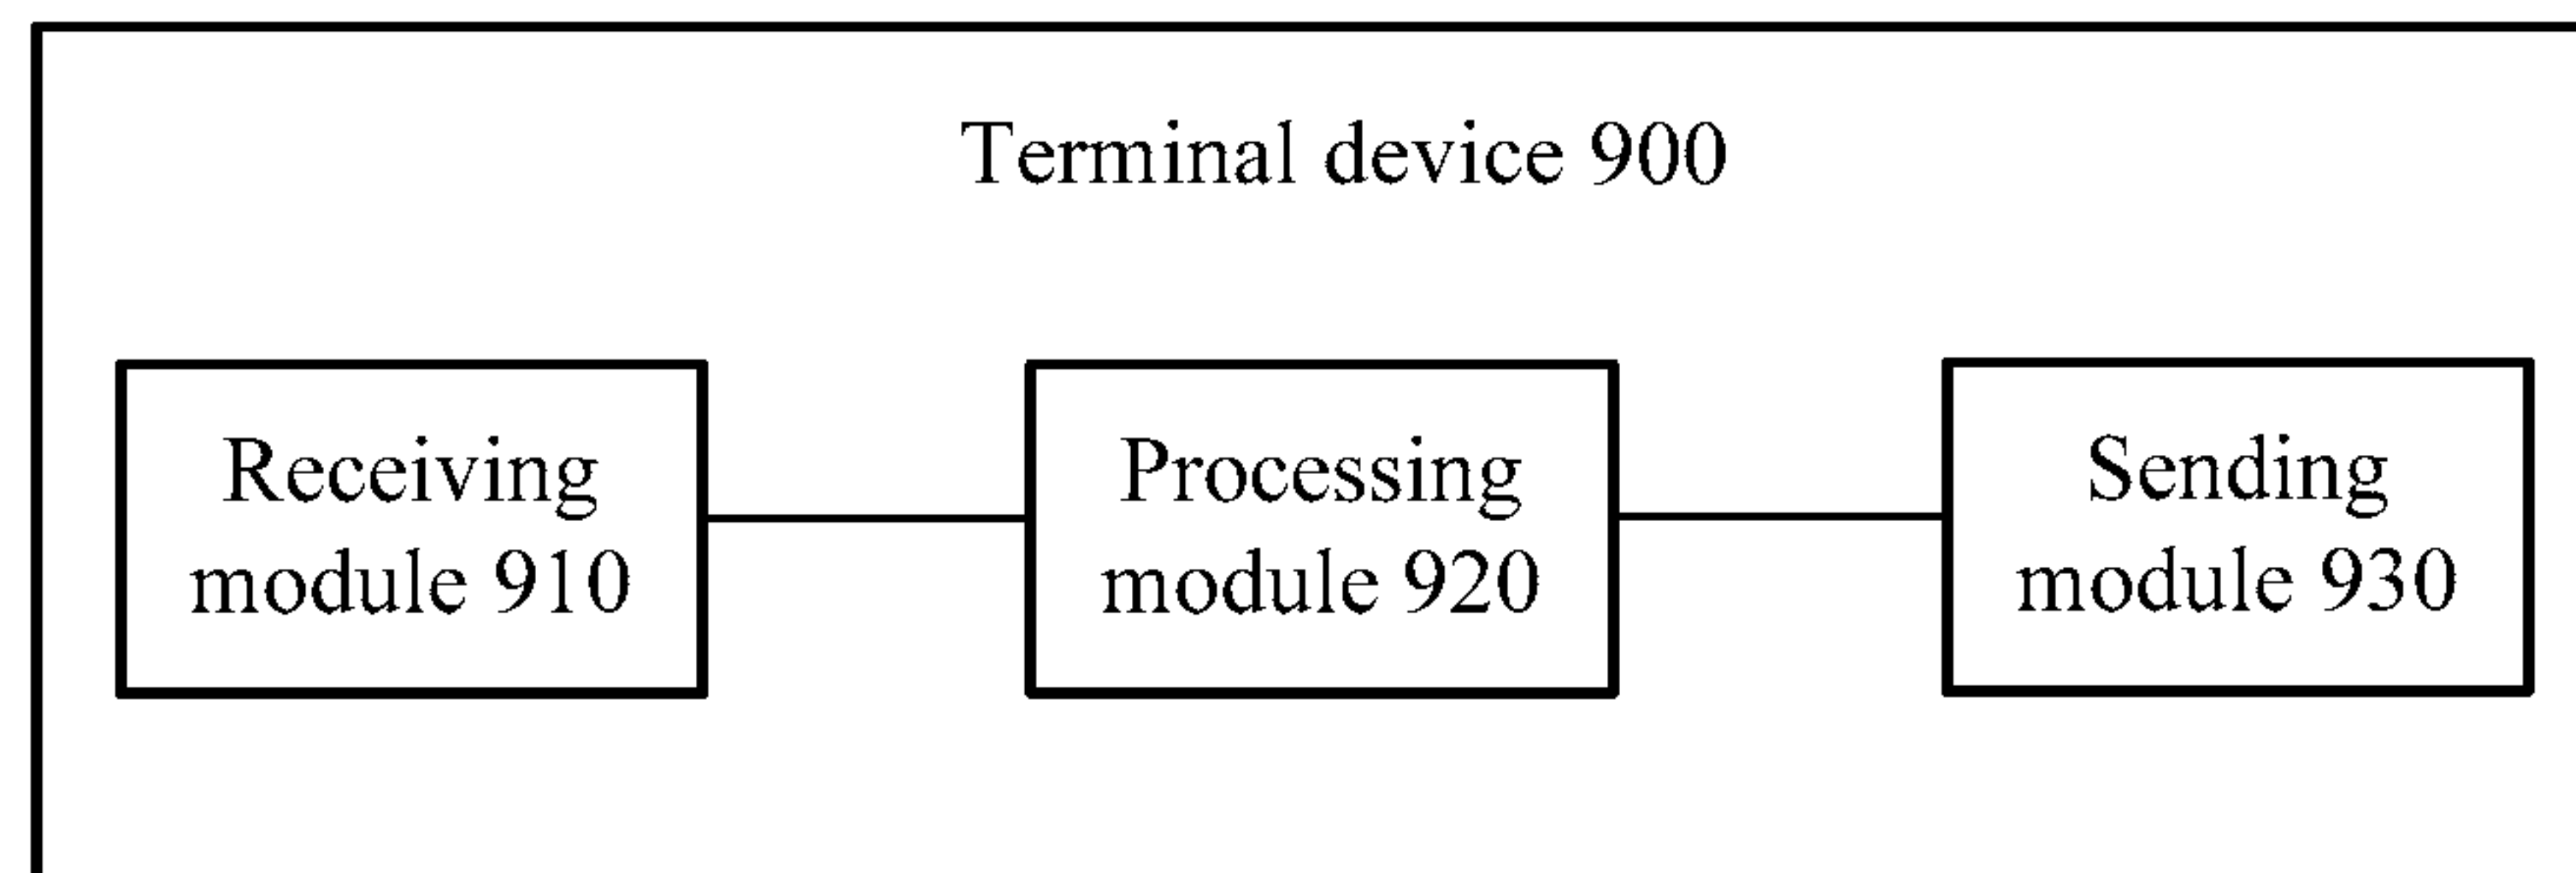 Terminal device 900
Receiving
module 910
Processing
module 920
Sending
module 930